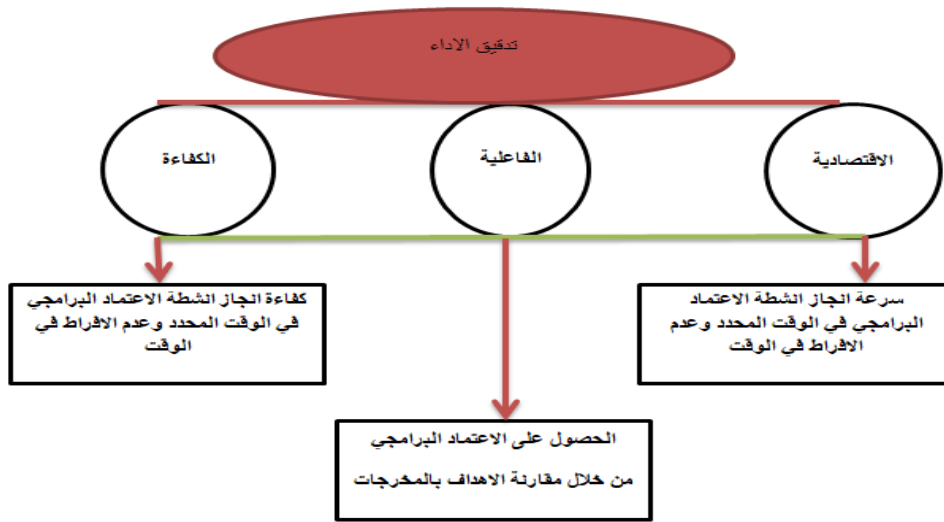 تدقيق الاداء
الاقتصادية
الفاعلية
الكفاءة
سرعة انجاز انشطة الاعتماد
البرامجي في الوقت المحدد وعدم
الافراط في الوقت
كفاءة انجاز انشطة الاعتماد البرامجي
في الوقت المحدد وعدم الافراط في
الوقت
الحصول على الاعتماد البرامجي
من خلال مقارنة الاهداف بالمخرجات